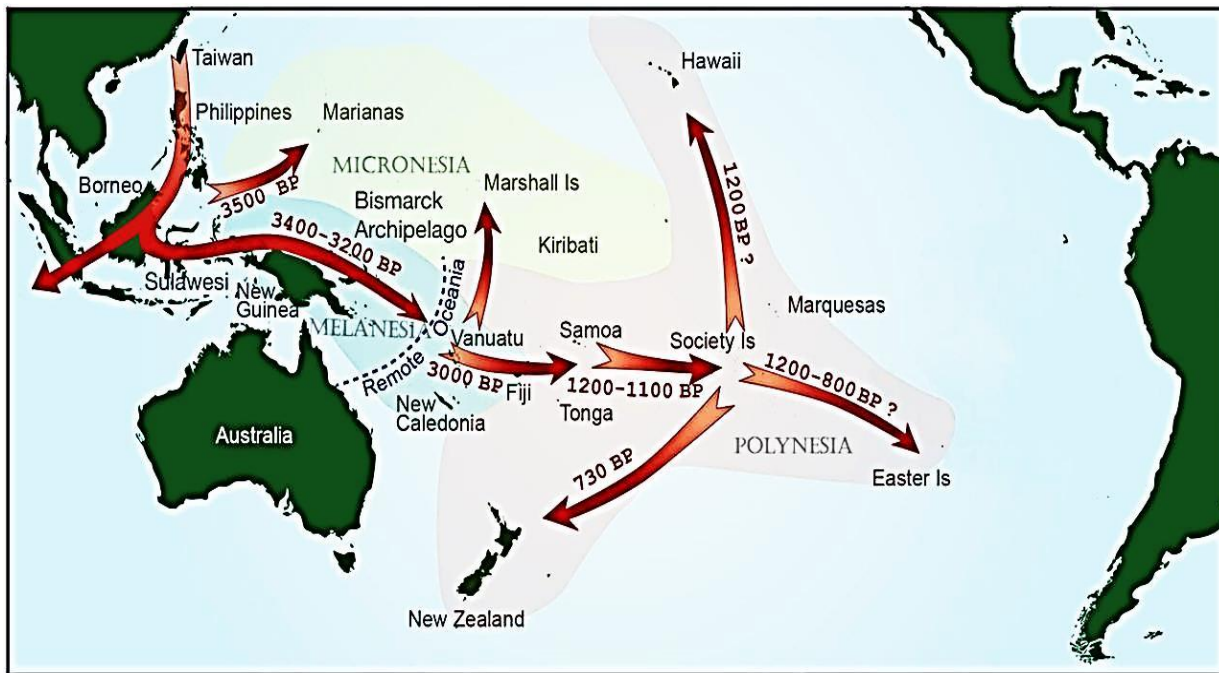 Taiwan
Hawaii
Philippines
Marianas
MICRONESIA
Borneo
3500 BP
Marshall Is
Bismarck
Archipelago
1200 BP ?
3400-3200 BP
Kiribati
Sulawesi
New
Guinea
Oceania
Marquesas
MELANESIA
Vanuatu
Samoa
Society Is
Remote
3000 BP
Fiji
1200-1100 BP
1200-800 BP ?
New
Caledonia
Tonga
Australia
POLYNESIA
730 BP
Easter Is
New Zealand